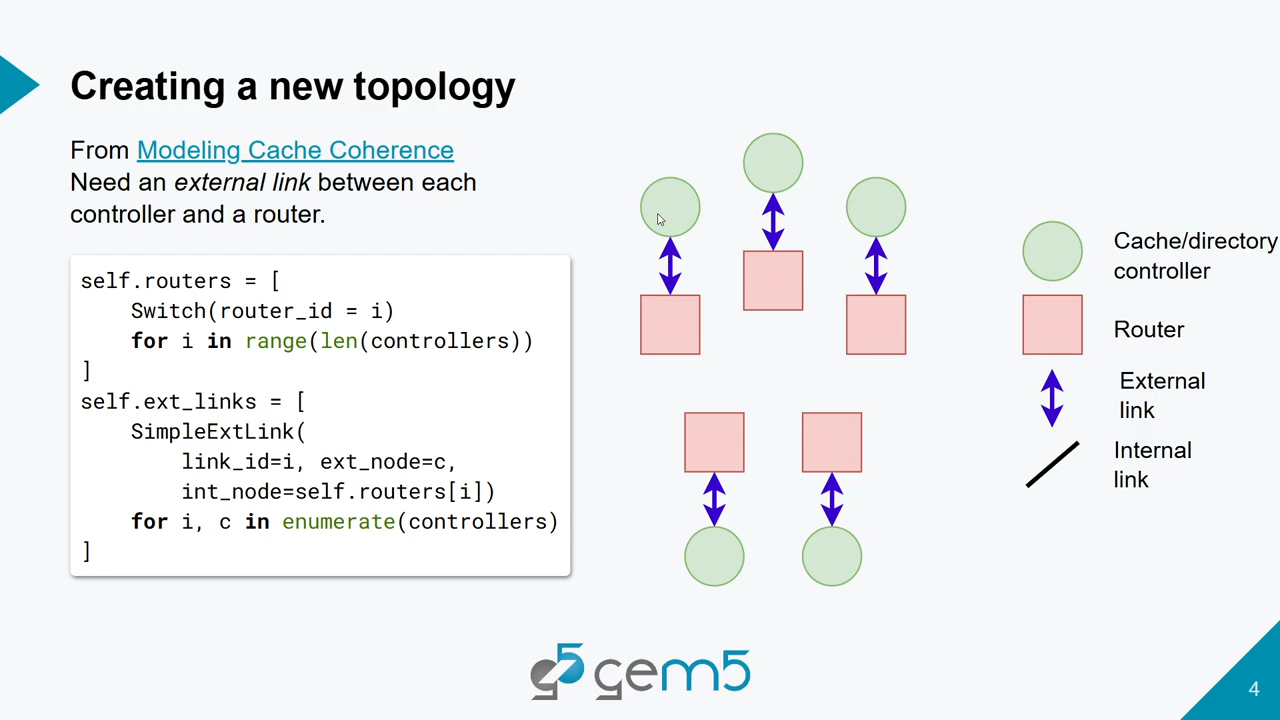 Creating a new topology
From Modeling Cache Coherence
Need an external link between each
controller and a router.
self.routers = [
    Switch(router_id = i)
    for i in range(len(controllers))
]
self.ext_links = [
    SimpleExtLink(
        link_id=i, ext_node=c,
        int_node=self.routers[i])
    for i, c in enumerate(controllers)
]
Cache/directory
controller
Router
External
link
Internal
link
gem5
4